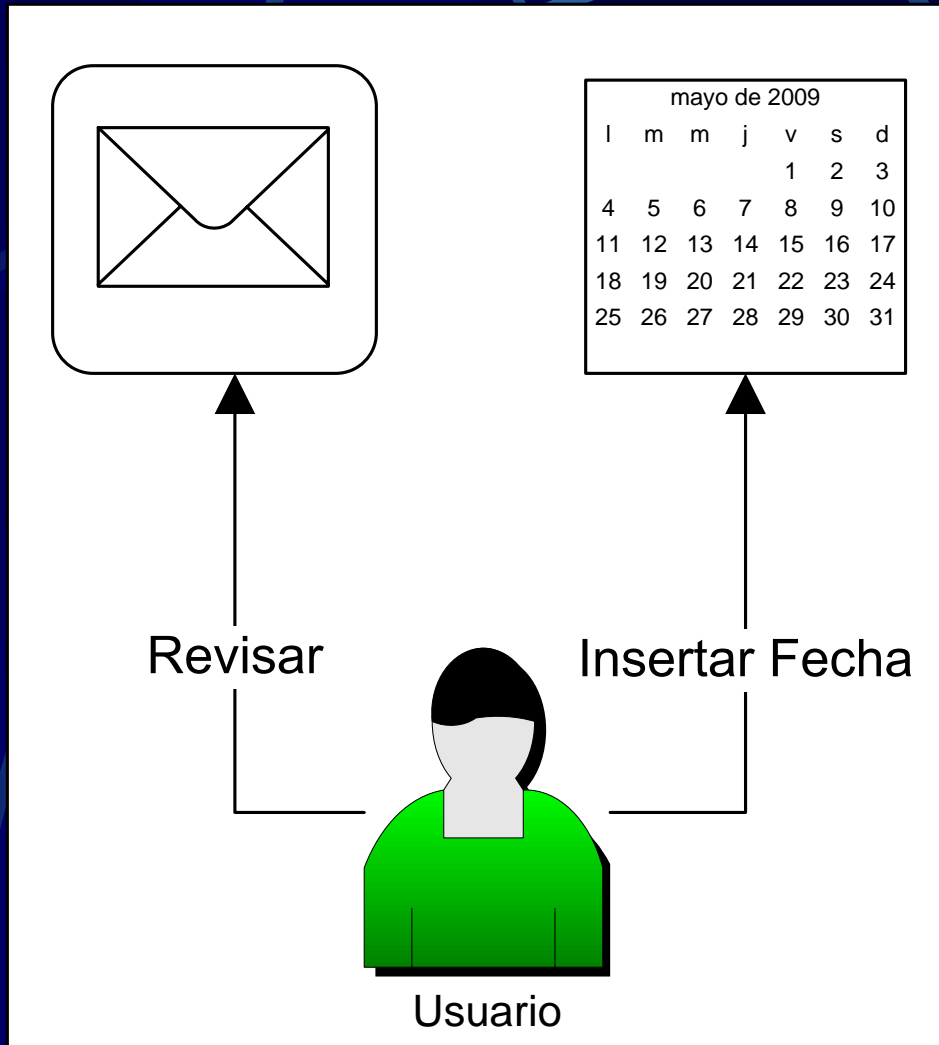 mayo de 2009
l m m j v s d
1 2 3
4 5 6 7 8 9 10
11 12 13 14 15 16 17
18 19 20 21 22 23 24
25 26 27 28 29 30 31
Revisar
Insertar Fecha
Usuario